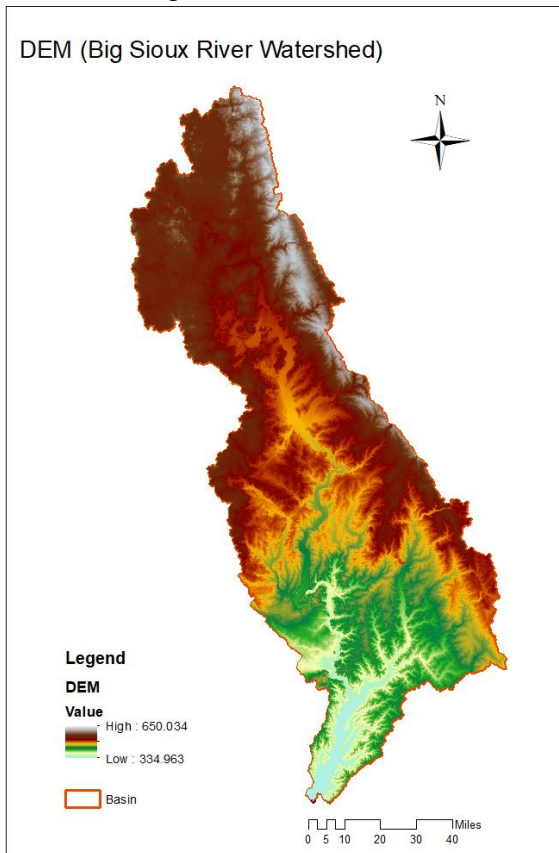 DEM (Big Sioux River Watershed)
N
Legend
DEM
Value
High : 650.034
Low : 334.963
Basin
Miles
0 5 10 20 30 40